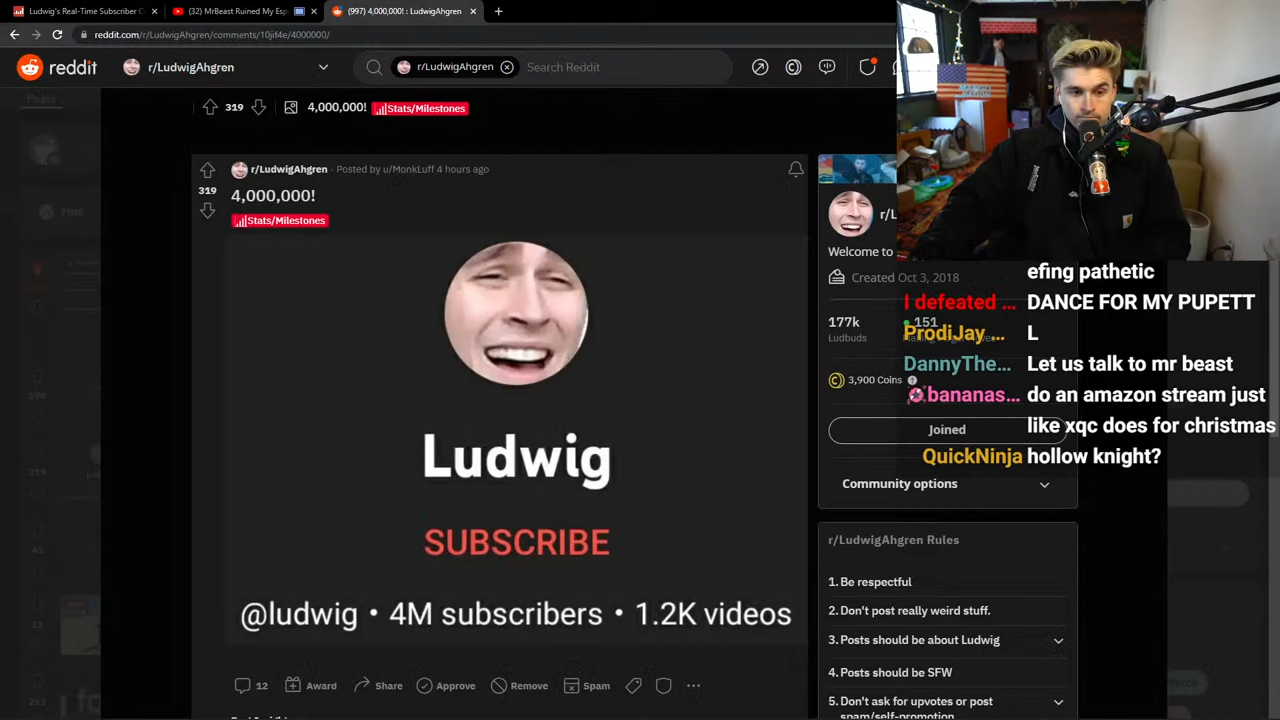 Ludwig's Real-Time Subscriber C
(32) MrBeast Ruined My Esp
(997) 4,000,000! : LudwigAhgren
reddit.com/r/LudwigAhgren/comments/10jif4e/4000000/
reddit
r/LudwigAhgren
r/LudwigAhgren
Search Reddit
319
4,000,000!
Stats/Milestones
r/LudwigAhgren · Posted by u/MonkLuff 4 hours ago
319
4,000,000!
Stats/Milestones
Ludwig
SUBSCRIBE
@ludwig • 4M subscribers • 1.2K videos
12
Award
Share
Approve
Remove
Spam
Welcome to
Created Oct 3, 2018
177k
Ludbuds
151
3,900 Coins
Joined
Community options
r/LudwigAhgren Rules
1. Be respectful
2. Don't post really weird stuff.
3. Posts should be about Ludwig
4. Posts should be SFW
5. Don't ask for upvotes or post
spam/self-promotion
efing pathetic
I defeated ... DANCE FOR MY PUPETT
ProdiJay ... L
DannyThe... Let us talk to mr beast
bananas... do an amazon stream just
like xqc does for christmas
QuickNinja hollow knight?